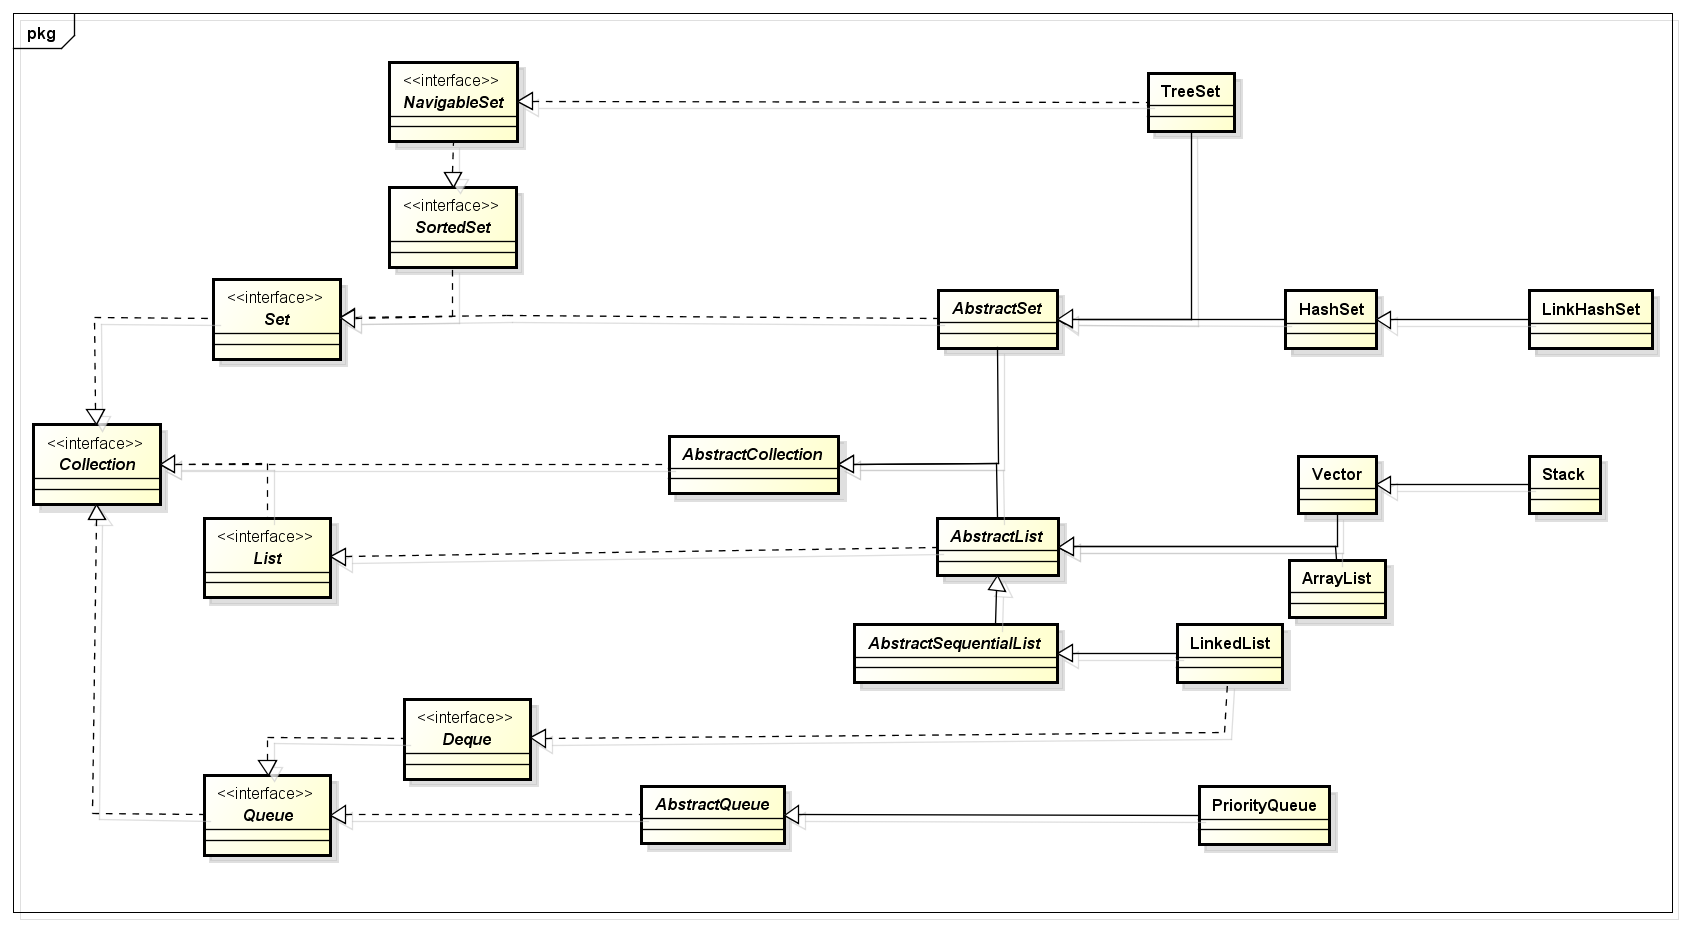 pkg
<<interface>>
NavigableSet
TreeSet
<<interface>>
SortedSet
<<interface>>
Set
AbstractSet
HashSet
LinkHashSet
<<interface>>
Collection
AbstractCollection
Vector
Stack
<<interface>>
List
AbstractList
ArrayList
AbstractSequentialList
LinkedList
<<interface>>
Deque
<<interface>>
Queue
AbstractQueue
PriorityQueue